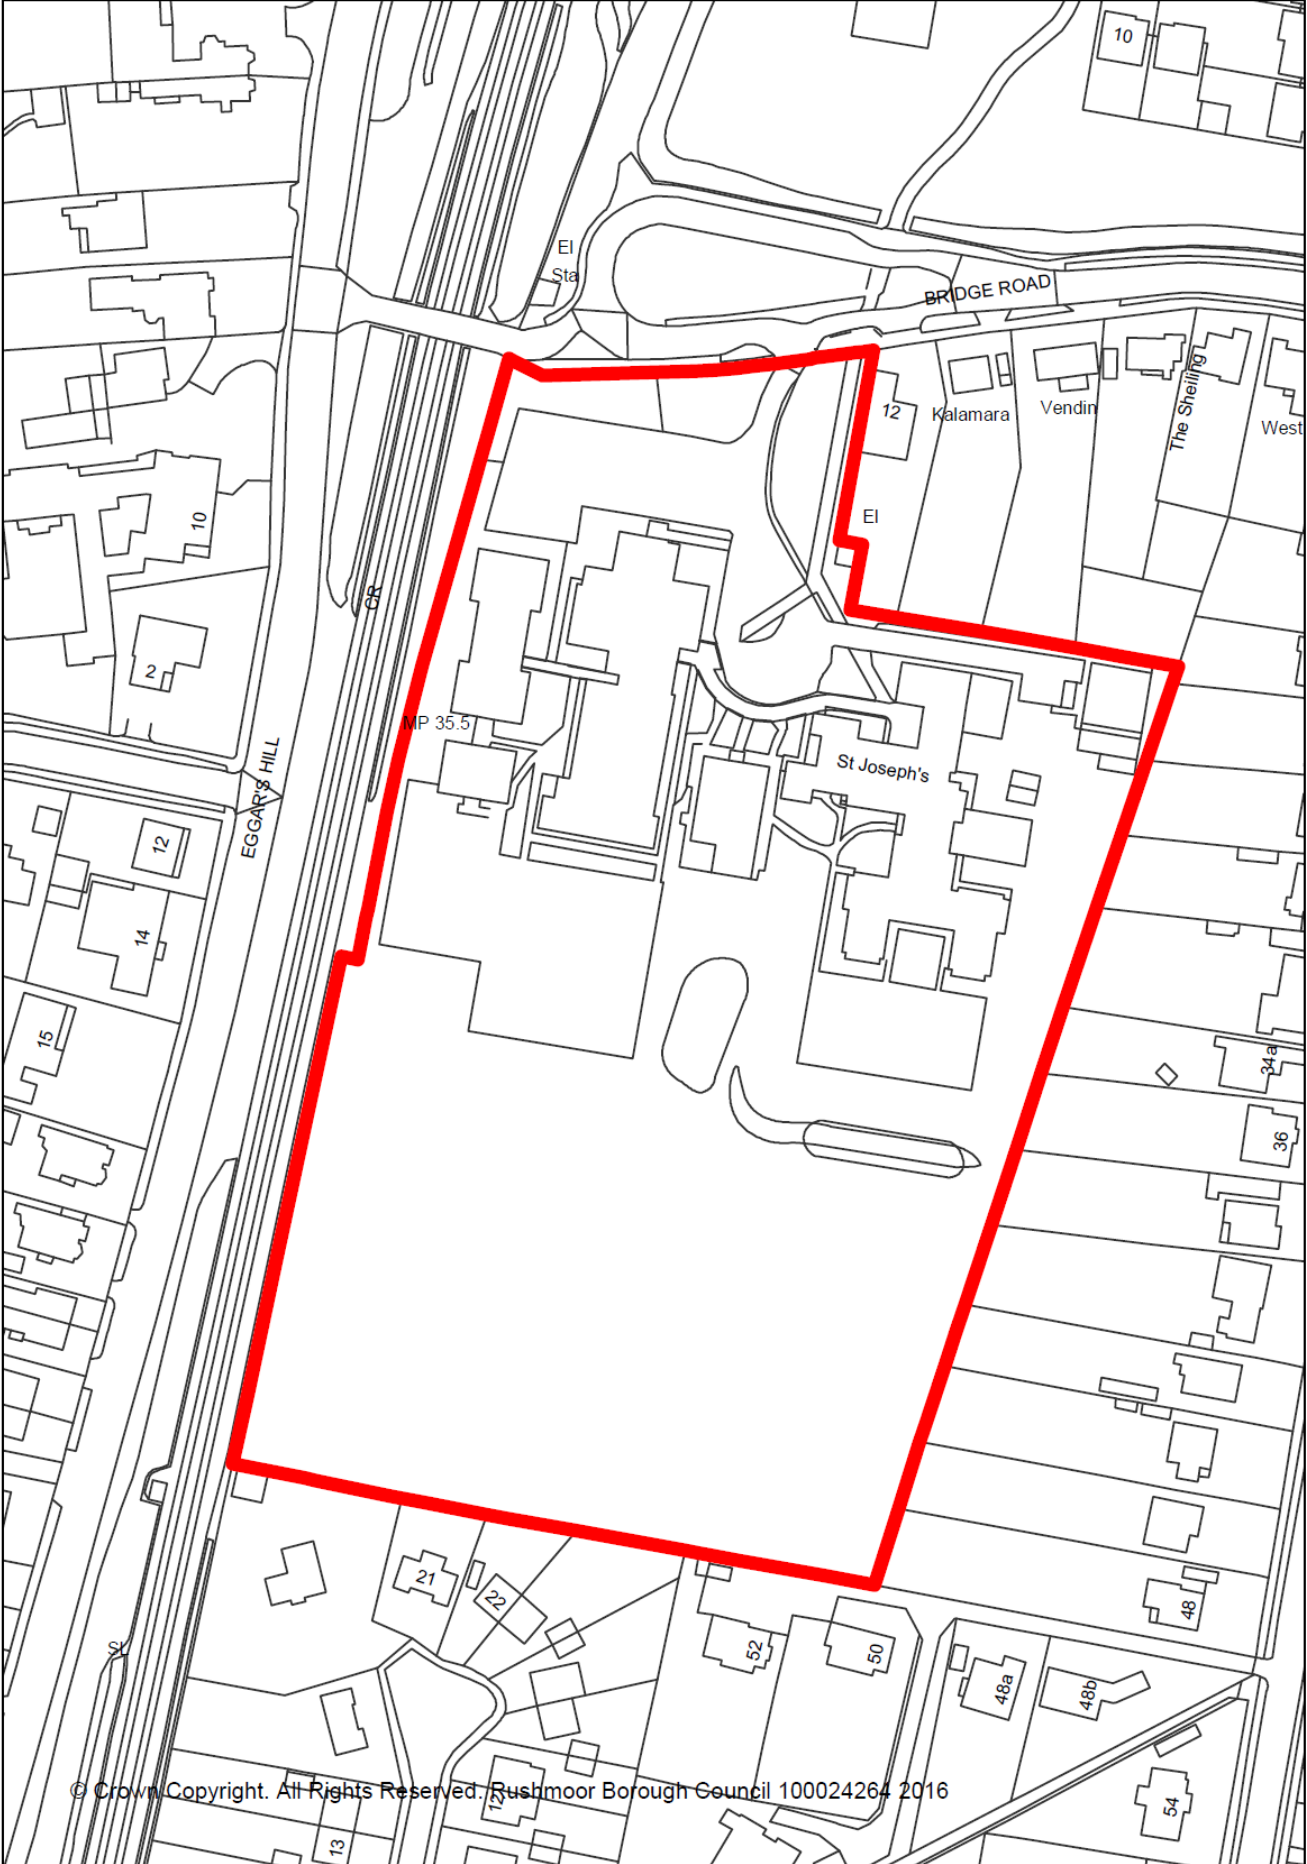 10
El
Sta
BRIDGE ROAD
12
Kalamara
Vendin
The Sheiling
West
10
El
CR
2
MP 35.5
EGGAR'S HILL
St Joseph's
12
14
15
34a
36
21
22
48
52
50
48a
48b
SL
© Crown Copyright. All Rights Reserved. Rushmoor Borough Council 100024264 2016
54
13